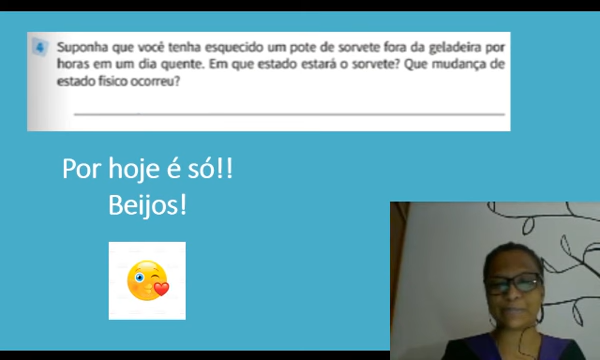 4 Suponha que você tenha esquecido um pote de sorvete fora da geladeira por
horas em um dia quente. Em que estado estará o sorvete? Que mudança de
estado físico ocorreu?
Por hoje é só!!
Beijos!